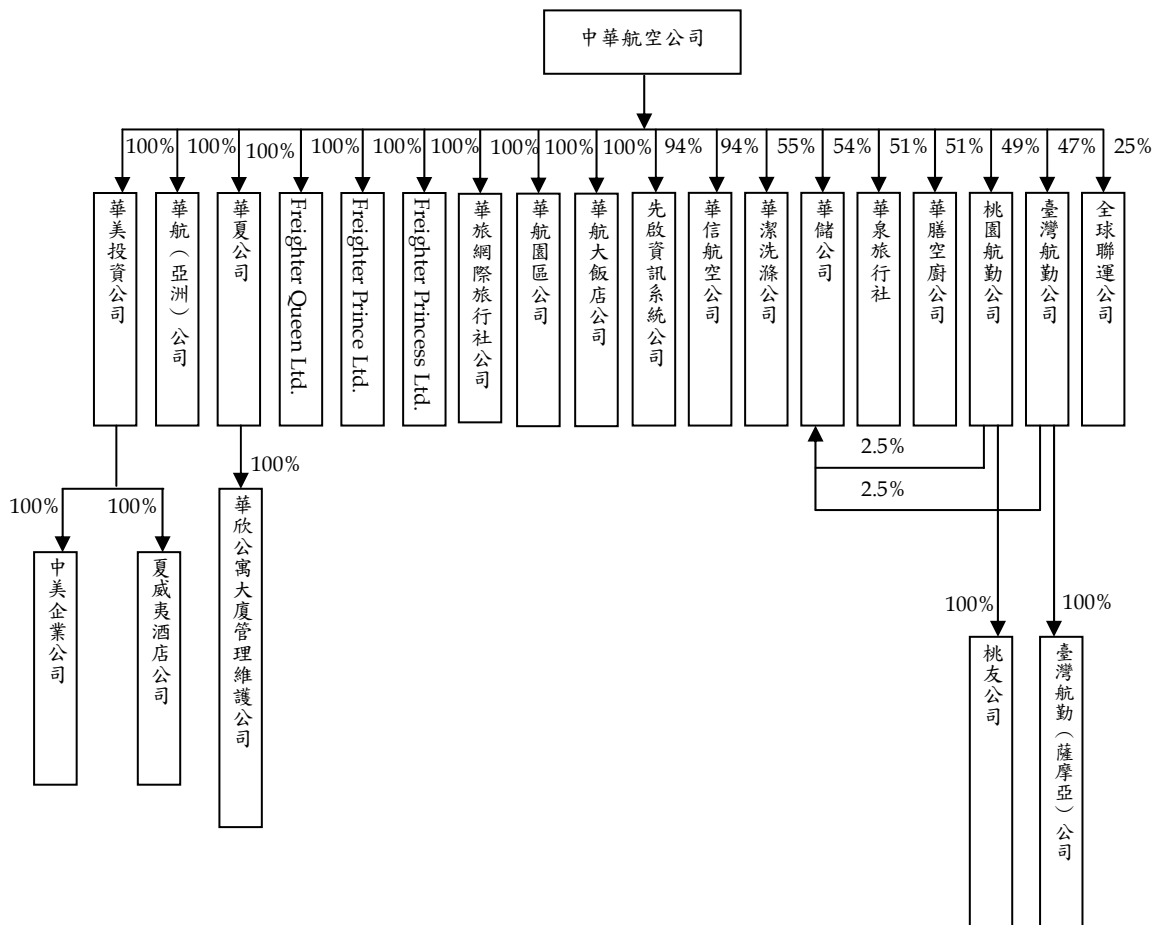 中華航空公司
100%
100%
100%
100%
100%
100%
100%
100%
100%
94%
94%
55%
54%
51%
51%
49%
47%
25%
華美投資公司
華航（亞洲）公司
華夏公司
Freighter Queen Ltd.
Freighter Prince Ltd.
Freighter Princess Ltd.
華旅網際旅行社公司
華航園區公司
華航大飯店公司
先啟資訊系統公司
華信航空公司
華潔洗滌公司
華儲公司
華泉旅行社
華膳空廚公司
桃園航勤公司
臺灣航勤公司
全球聯運公司
2.5%
2.5%
100%
100%
100%
中美企業公司
夏威夷酒店公司
華欣公寓大廈管理維護公司
100%
100%
桃友公司
臺灣航勤（薩摩亞）公司